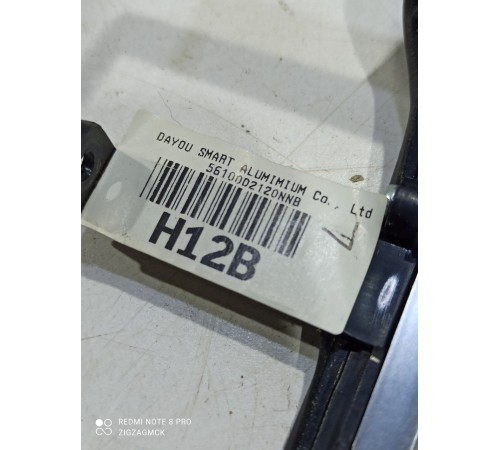 DAYOU SMART ALUMIMIUM Co., Ltd
56100D2120NNB
H12B
REDMI NOTE 8 PRO
ZIGZAGMCK